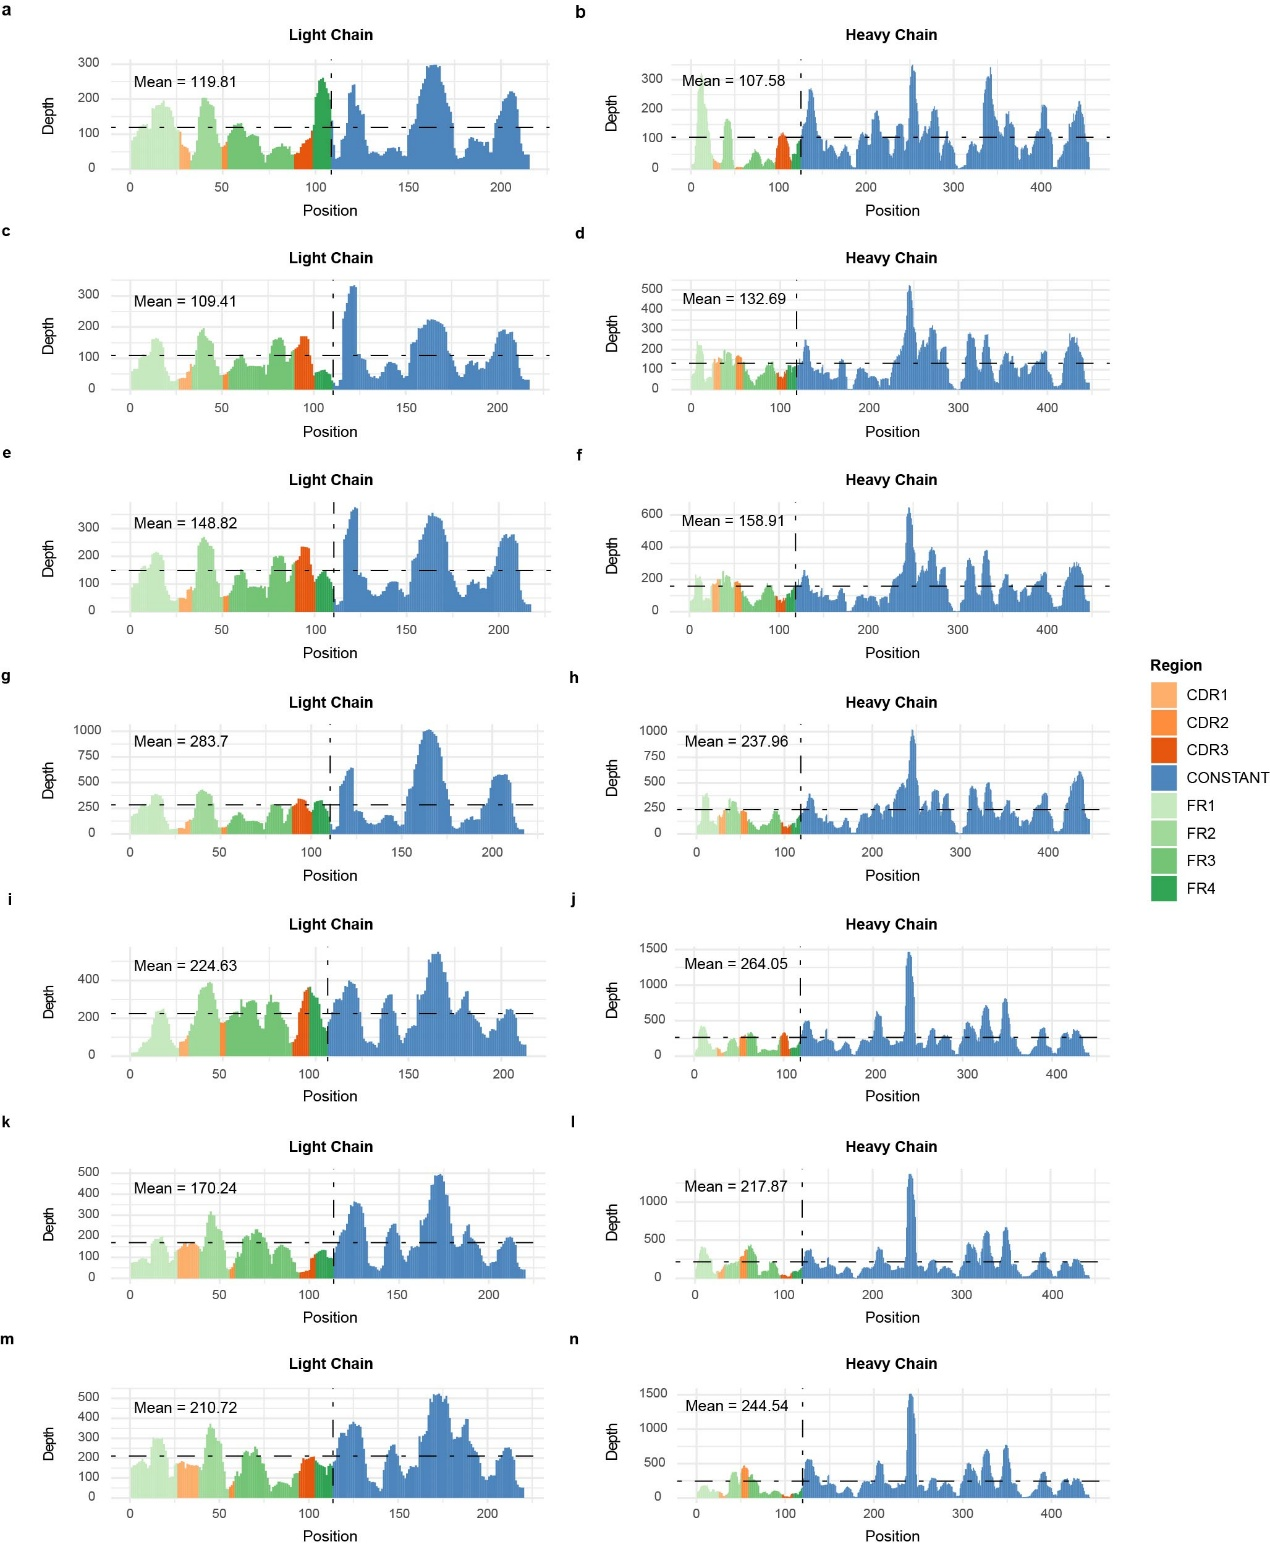 a
Light Chain
Mean = 119.81
300
200
100
0
Depth
0 50 100 150 200
Position
b
Heavy Chain
Mean = 107.58
300
200
100
0
Depth
0 100 200 300 400
Position
c
Light Chain
Mean = 109.41
300
200
100
0
Depth
0 50 100 150 200
Position
d
Heavy Chain
Mean = 132.69
500
400
300
200
100
0
Depth
0 100 200 300 400
Position
e
Light Chain
Mean = 148.82
300
200
100
0
Depth
0 50 100 150 200
Position
f
Heavy Chain
Mean = 158.91
600
400
200
0
Depth
0 100 200 300 400
Position
g
Light Chain
Mean = 283.7
1000
750
500
250
0
Depth
0 50 100 150 200
Position
h
Heavy Chain
Mean = 237.96
1000
750
500
250
0
Depth
0 100 200 300 400
Position
i
Light Chain
Mean = 224.63
400
200
0
Depth
0 50 100 150 200
Position
j
Heavy Chain
Mean = 264.05
1500
1000
500
0
Depth
0 100 200 300 400
Position
k
Light Chain
Mean = 170.24
500
400
300
200
100
0
Depth
0 50 100 150 200
Position
l
Heavy Chain
Mean = 217.87
1000
500
0
Depth
0 100 200 300 400
Position
m
Light Chain
Mean = 210.72
500
400
300
200
100
0
Depth
0 50 100 150 200
Position
n
Heavy Chain
Mean = 244.54
1500
1000
500
0
Depth
0 100 200 300 400
Position
Region
CDR1
CDR2
CDR3
CONSTANT
FR1
FR2
FR3
FR4